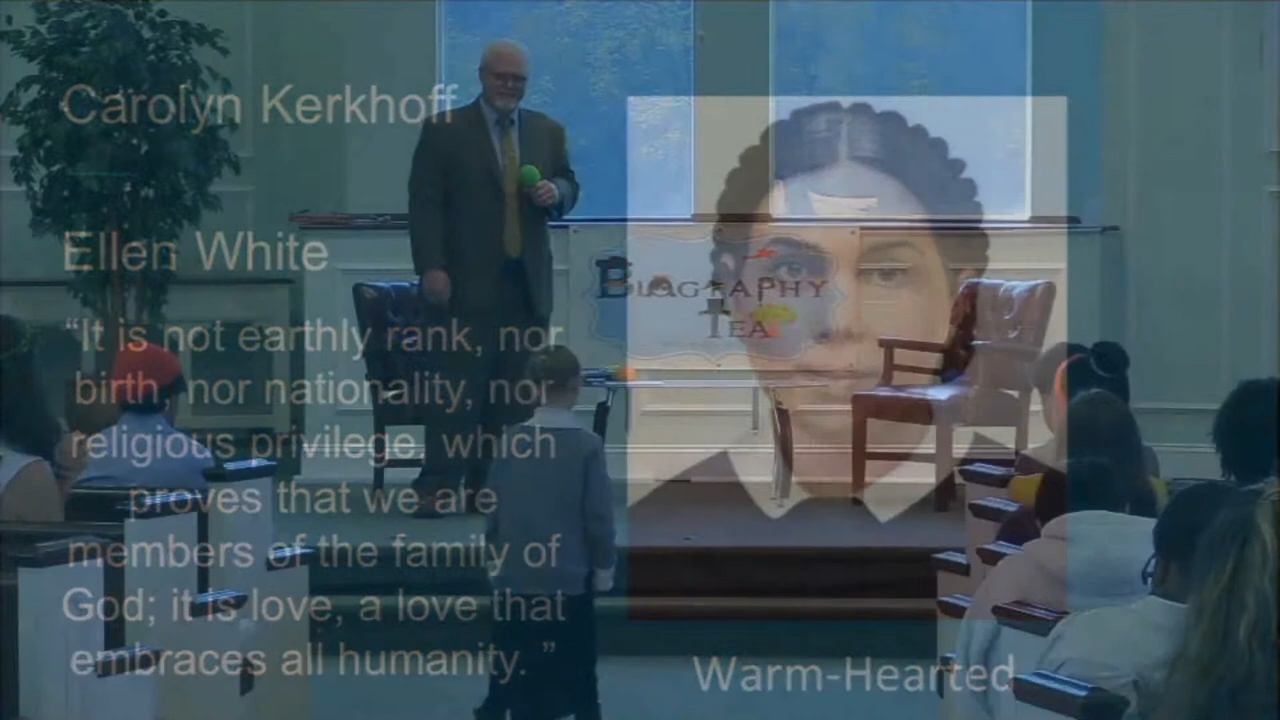 Carolyn Kerkhoff
Ellen White
“It is not earthly rank, nor
birth, nor nationality, nor
religious privilege, which
proves that we are
members of the family of
God; it is love, a love that
embraces all humanity. ”
BIOGRAPHY
TEA
Warm-Hearted